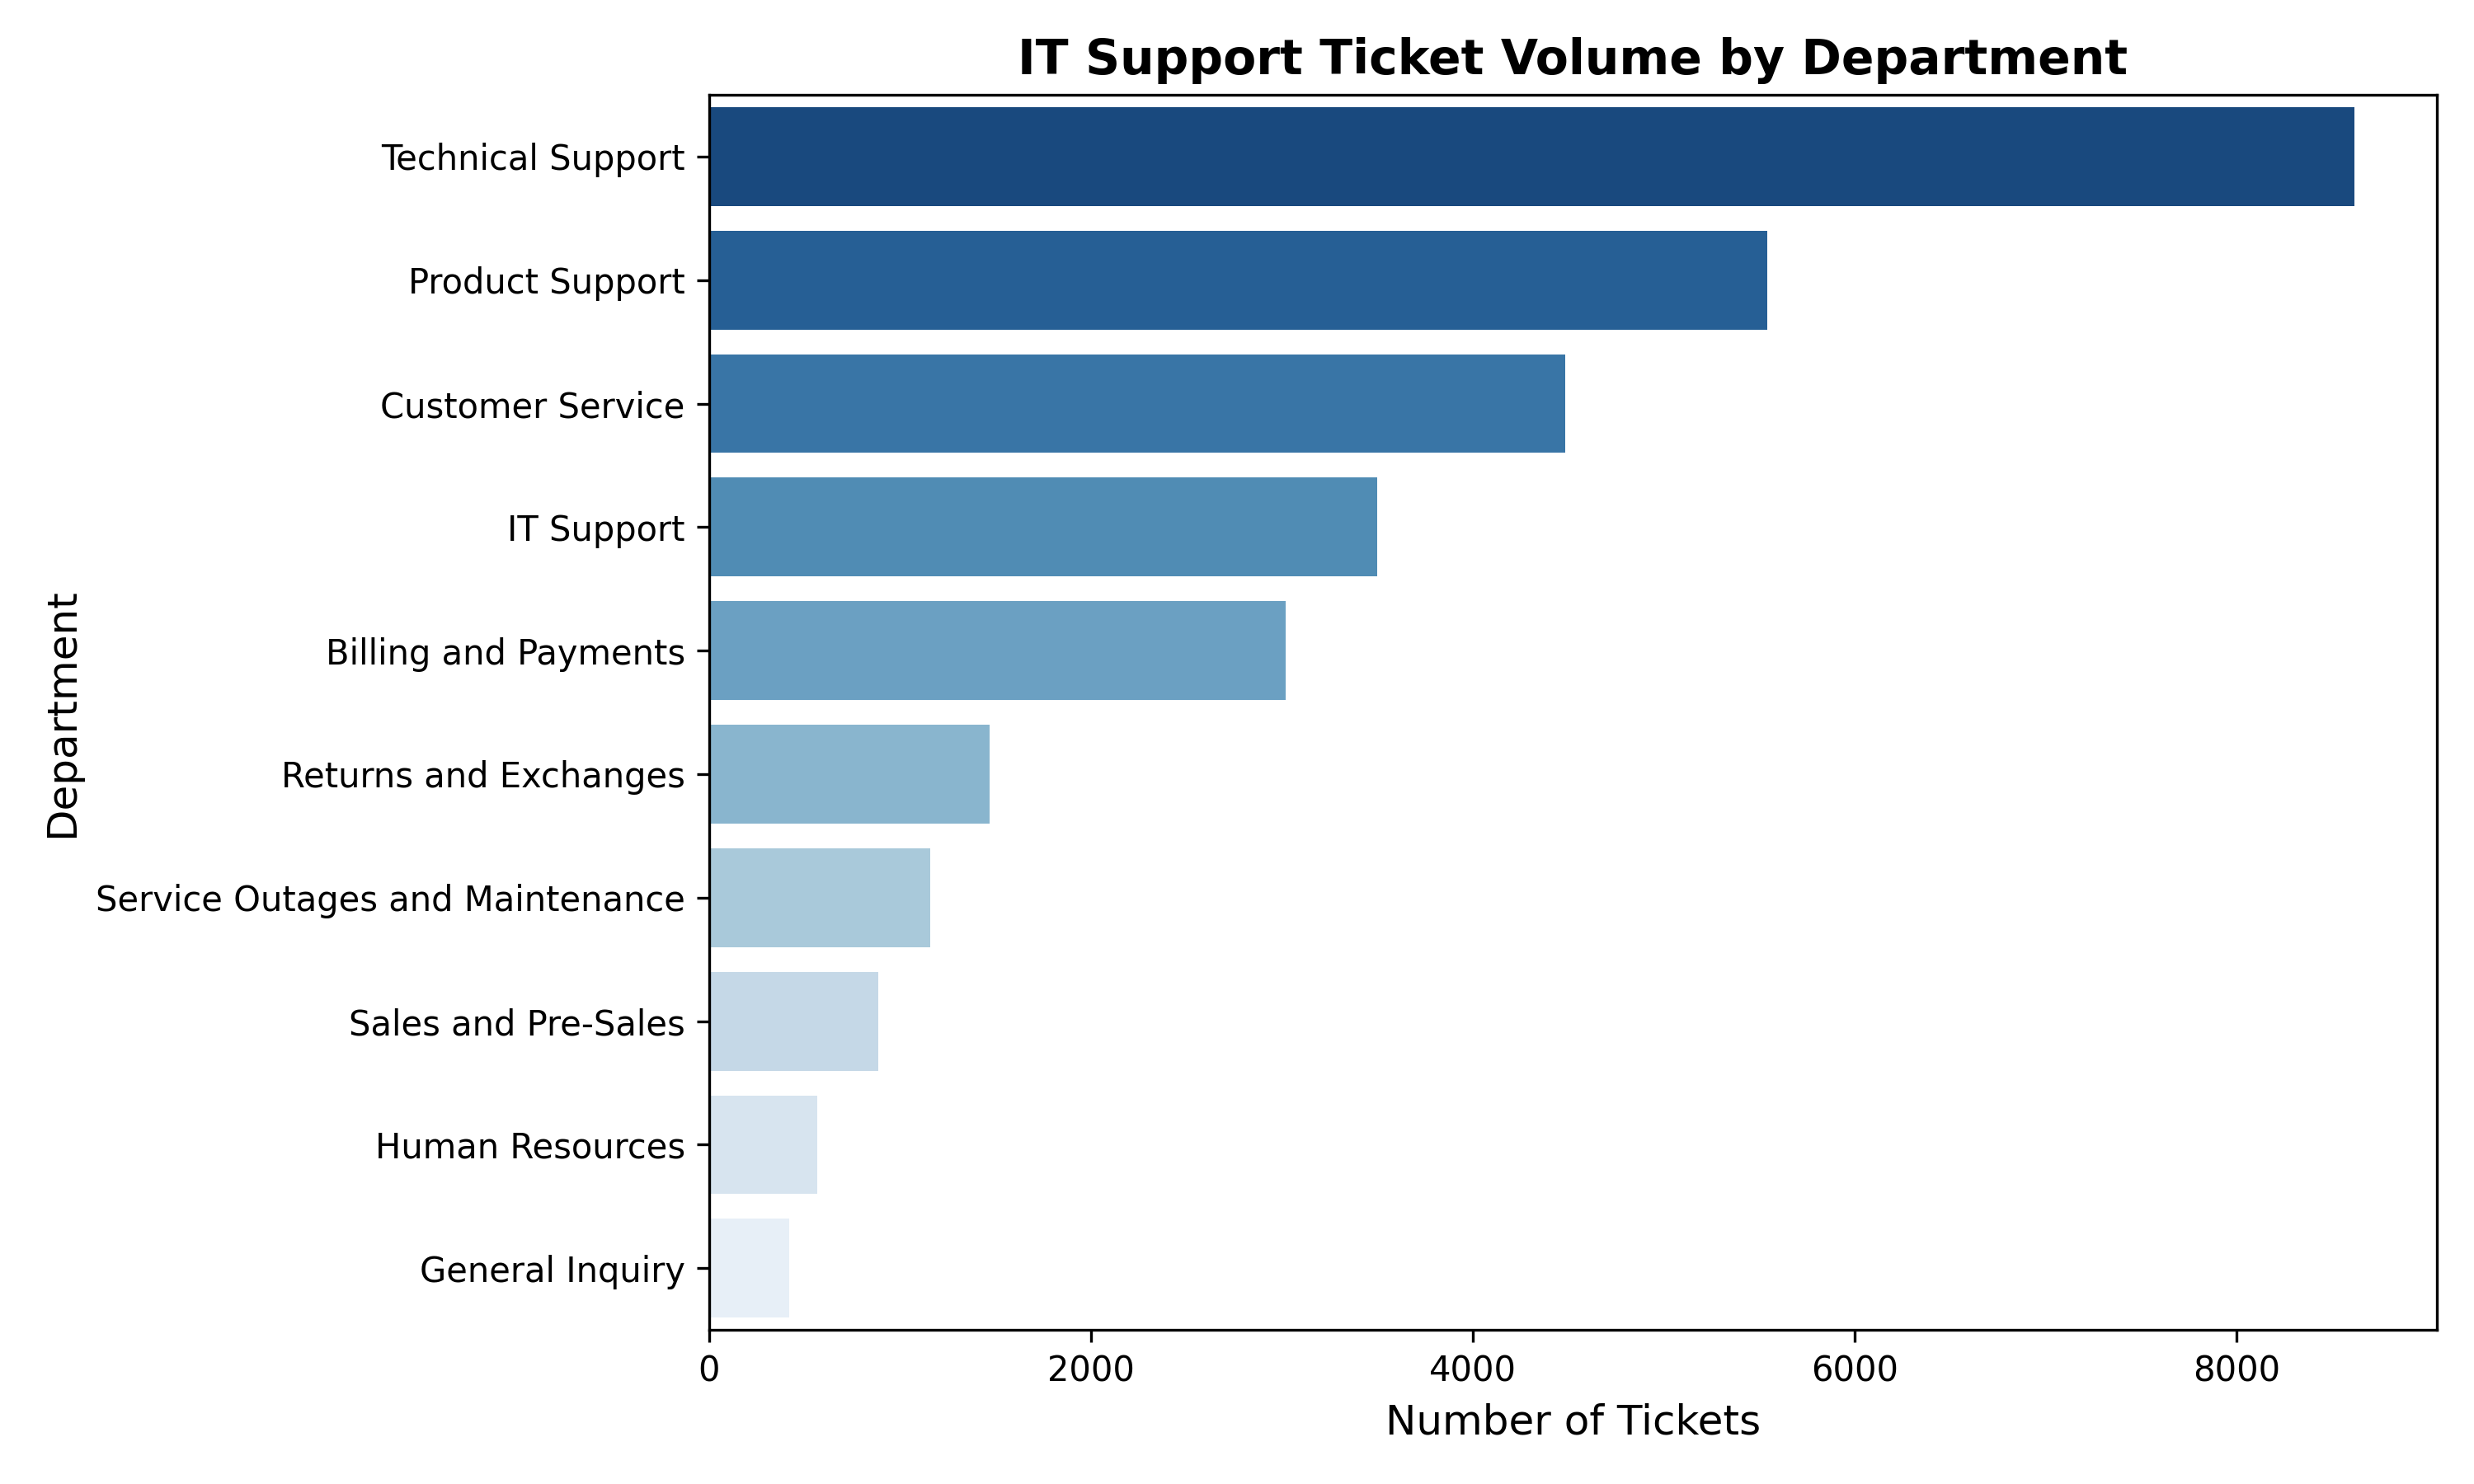 IT Support Ticket Volume by Department
Technical Support
Product Support
Customer Service
IT Support
Billing and Payments
Returns and Exchanges
Service Outages and Maintenance
Sales and Pre-Sales
Human Resources
General Inquiry
Department
0 2000 4000 6000 8000
Number of Tickets